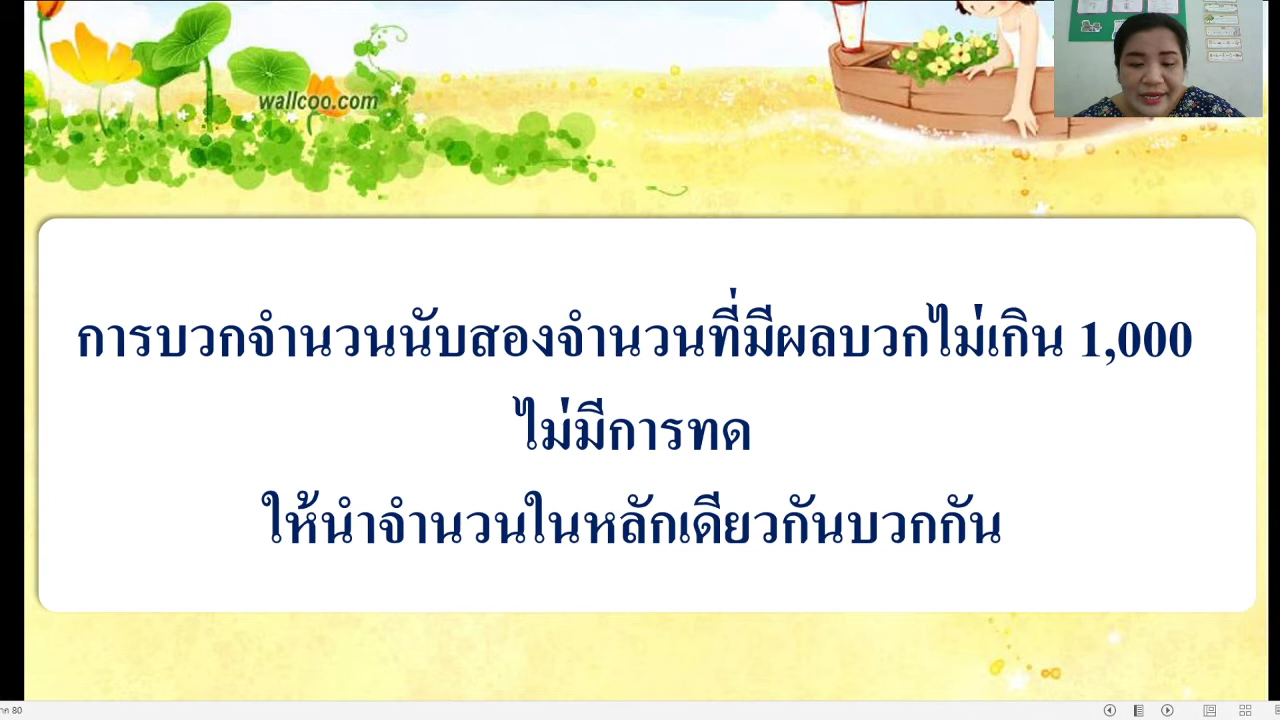 wallcoo.com
การบวกจำนวนนับสองจำนวนที่มีผลบวกไม่เกิน 1,000
ไม่มีการทด
ให้นำจำนวนในหลักเดียวกันบวกกัน
80